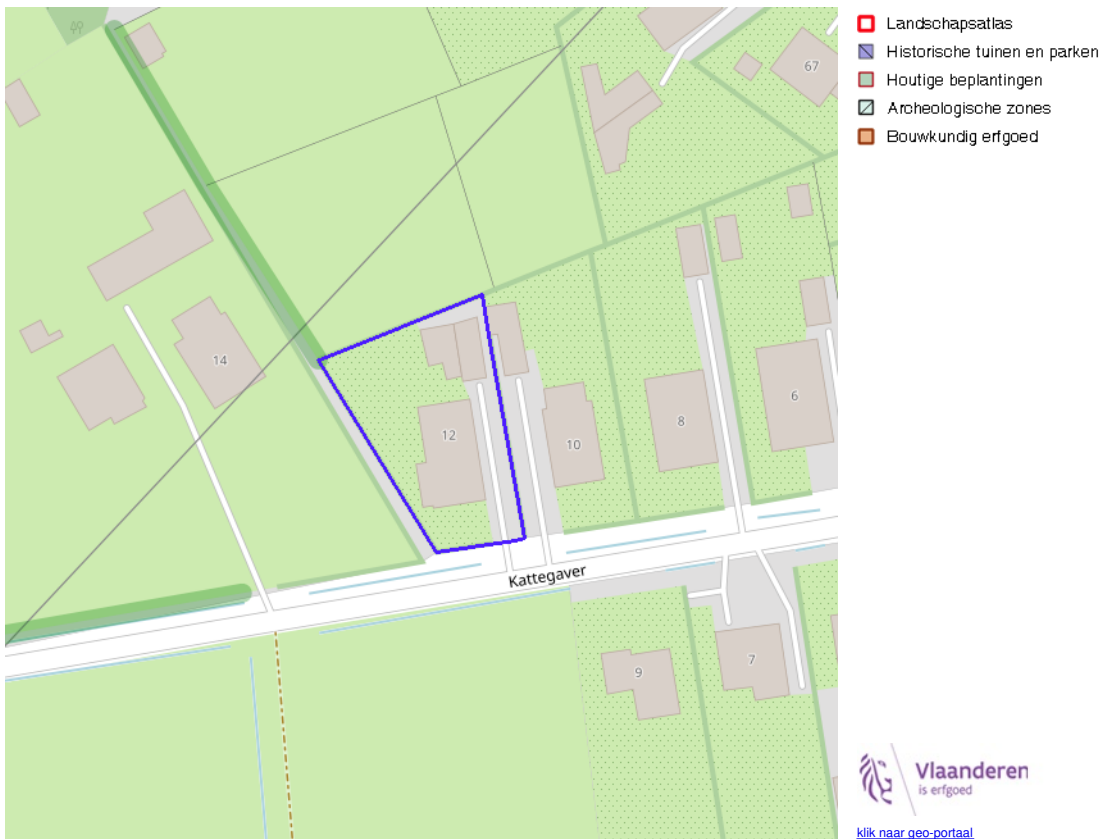 Landschapsatlas
Historische tuinen en parken
Houtige beplantingen
Archeologische zones
Bouwkundig erfgoed
67
14
12
10
8
6
Kattegaver
9
7
Vlaanderen
is erfgoed
klik naar geo-portaal